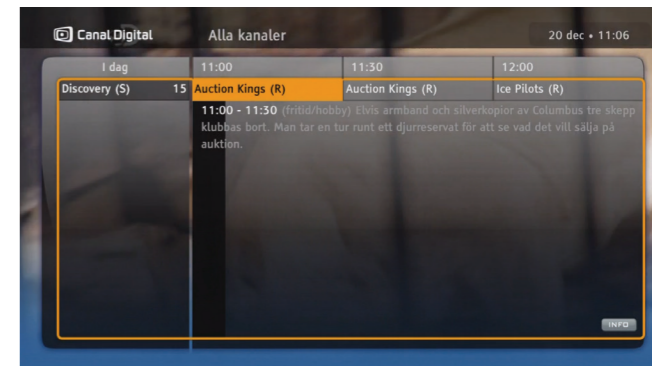 Canal Digital Alla kanaler 20 dec • 11:06
I dag 11:00 11:30 12:00
Discovery (S) 15 Auction Kings (R) Auction Kings (R) Ice Pilots (R)
11:00 - 11:30 (fritid/hobby) Elvis armband och silverkopior av Columbus tre skepp
klubbas bort. Man tar en tur runt ett djurreservat för att se vad det vill sälja på
auktion.
INFO